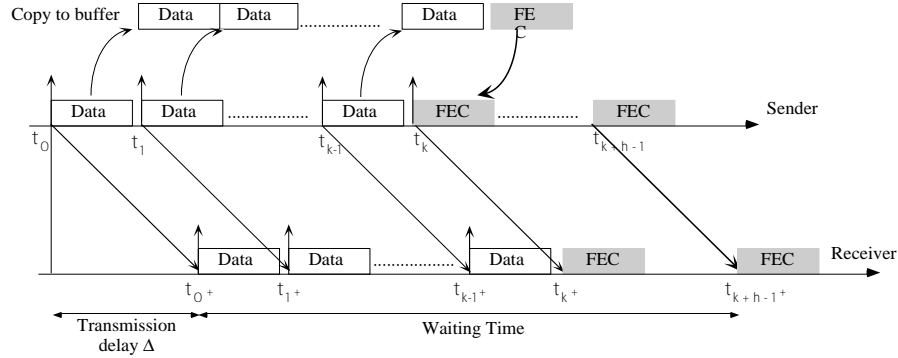 Copy to buffer Data Data .................... Data FE
C
Data Data .................... Data FEC .................... FEC Sender
t0 t1 tk-1 tk tk+h-1
Data Data .................... Data FEC FEC Receiver
t0+ t1+ tk-1+ tk+ tk+h-1+
Transmission
delay Δ
Waiting Time